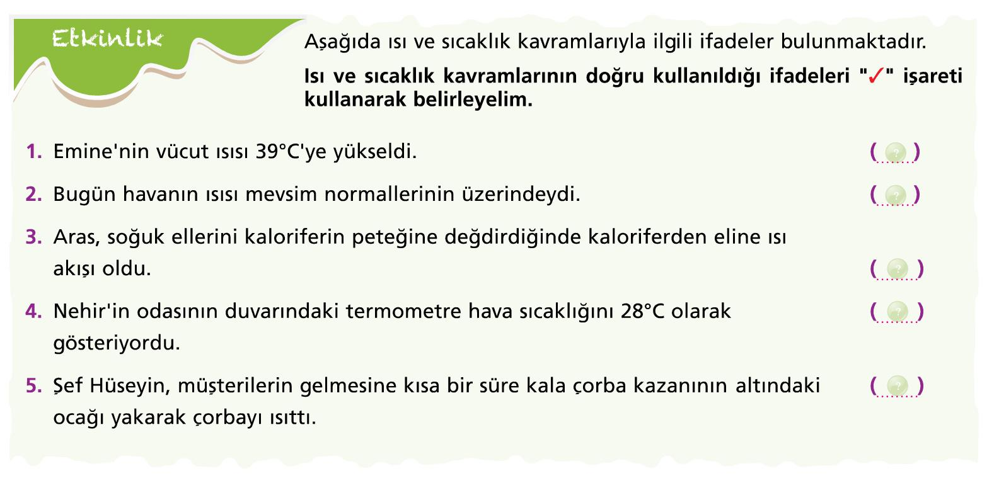 Etkinlik
Aşağıda ısı ve sıcaklık kavramlarıyla ilgili ifadeler bulunmaktadır.
Isı ve sıcaklık kavramlarının doğru kullanıldığı ifadeleri "✓" işareti
kullanarak belirleyelim.
1. Emine'nin vücut ısısı 39°C'ye yükseldi. (...?...)
2. Bugün havanın ısısı mevsim normallerinin üzerindeydi. (...?...)
3. Aras, soğuk ellerini kaloriferin peteğine değdirdiğinde kaloriferden eline ısı
akışı oldu. (...?...)
4. Nehir'in odasının duvarındaki termometre hava sıcaklığını 28°C olarak (...?...)
gösteriyordu.
5. Şef Hüseyin, müşterilerin gelmesine kısa bir süre kala çorba kazanının altındaki (...?...)
ocağı yakarak çorbayı ısıttı.